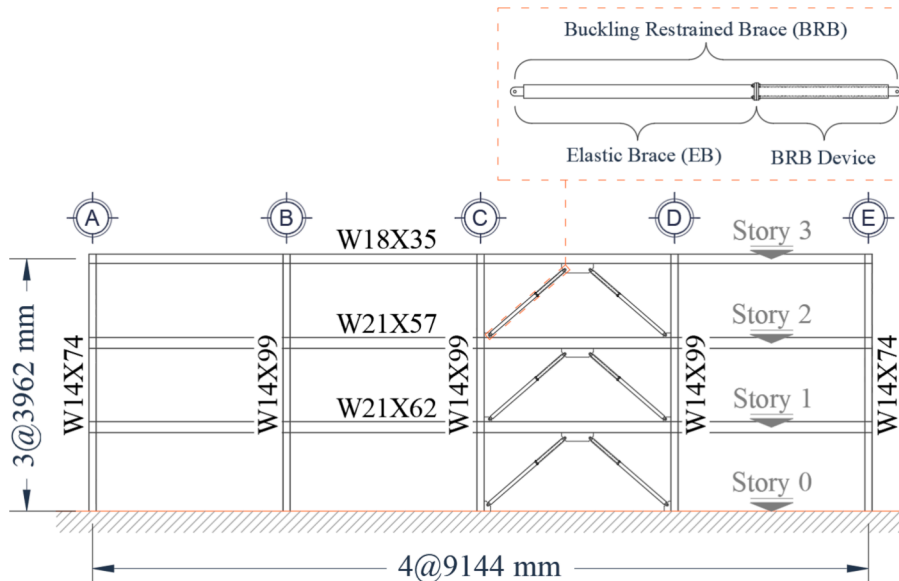 Buckling Restrained Brace (BRB)
Elastic Brace (EB)
BRB Device
A
B
C
D
E
W18X35
Story 3
W21X57
Story 2
W21X62
Story 1
Story 0
3@3962 mm
W14X74
W14X99
W14X99
W14X99
W14X74
4@9144 mm